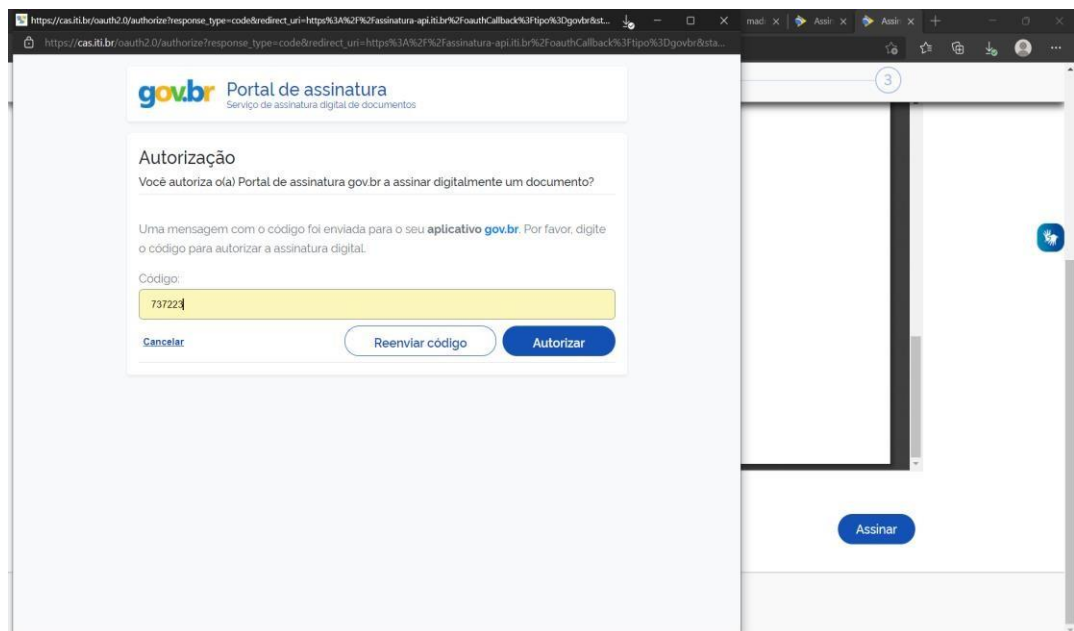 https://cas.iti.br/oauth2.0/authorize?response_type=code&redirect_uri=https%3A%2F%2Fassinatura-api.iti.br%2FoauthCallback%3Ftipo%3Dgovbr&st...
madi
Assin
Assin
https://cas.iti.br/oauth2.0/authorize?response_type=code&redirect_uri=https%3A%2F%2Fassinatura-api.iti.br%2FoauthCallback%3Ftipo%3Dgovbr&sta...
3
gov.br Portal de assinatura
Serviço de assinatura digital de documentos
Autorização
Você autoriza o(a) Portal de assinatura gov.br a assinar digitalmente um documento?
Uma mensagem com o código foi enviada para o seu aplicativo gov.br. Por favor, digite
o código para autorizar a assinatura digital.
Código:
737223
Cancelar
Reenviar código
Autorizar
Assinar